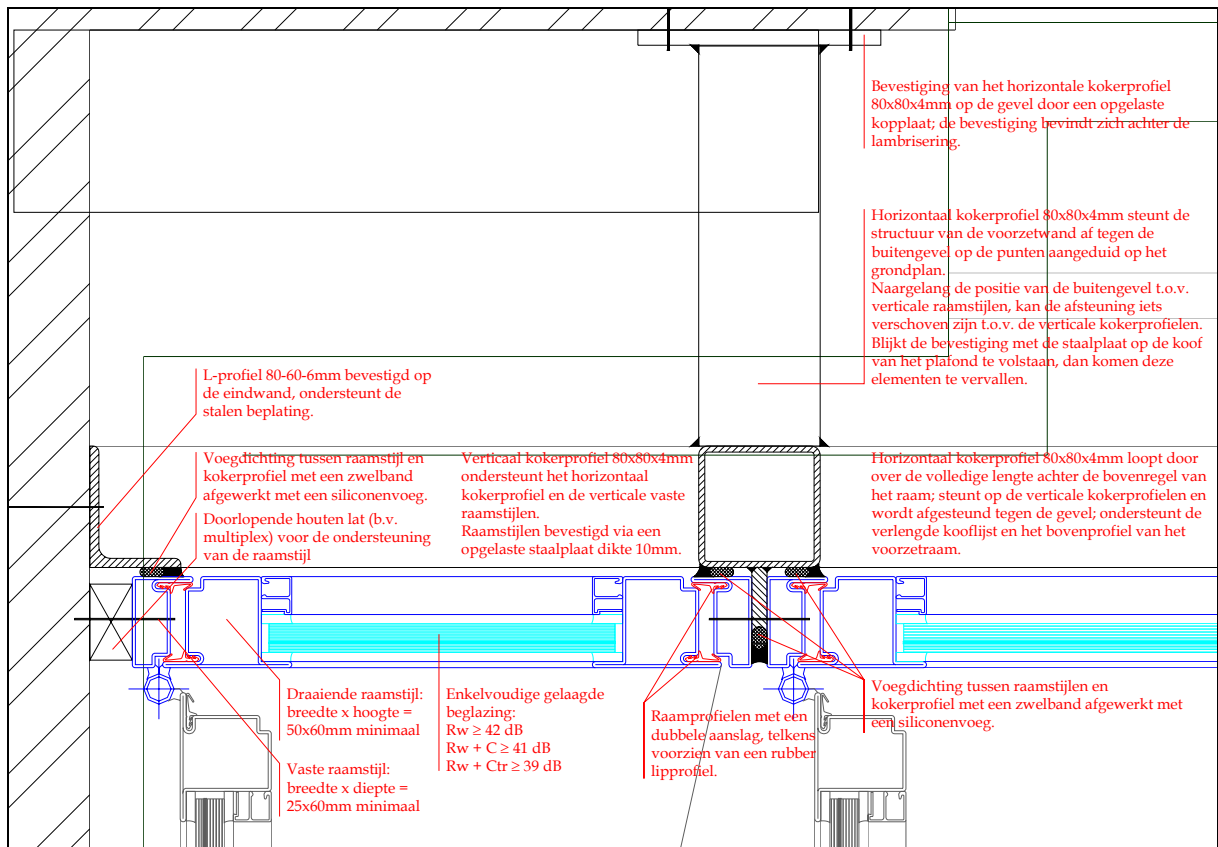 Bevestiging van het horizontale kokerprofiel
80x80x4mm op de gevel door een opgelaste
kopplaat; de bevestiging bevindt zich achter de
lambrisering.
Horizontaal kokerprofiel 80x80x4mm steunt de
structuur van de voorzetwand af tegen de
buitengevel op de punten aangeduid op het
grondplan.
Naargelang de positie van de buitengevel t.o.v.
verticale raamstijlen, kan de afsteuning iets
verschoven zijn t.o.v. de verticale kokerprofielen.
Blijkt de bevestiging met de staalplaat op de koof
van het plafond te volstaan, dan komen deze
elementen te vervallen.
L-profiel 80-60-6mm bevestigd op
de eindwand, ondersteunt de
stalen beplating.
Voegdichting tussen raamstijl en
kokerprofiel met een zwelband
afgewerkt met een siliconenvoeg.
Doorlopende houten lat (b.v.
multiplex) voor de ondersteuning
van de raamstijl
Verticaal kokerprofiel 80x80x4mm
ondersteunt het horizontaal
kokerprofiel en de verticale vaste
raamstijlen.
Raamstijlen bevestigd via een
opgelaste staalplaat dikte 10mm.
Horizontaal kokerprofiel 80x80x4mm loopt door
over de volledige lengte achter de bovenregel van
het raam; steunt op de verticale kokerprofielen en
wordt afgesteund tegen de gevel; ondersteunt de
verlengde kooflijst en het bovenprofiel van het
voorzetraam.
Draaiende raamstijl:
breedte x hoogte =
50x60mm minimaal
Vaste raamstijl:
breedte x diepte =
25x60mm minimaal
Enkelvoudige gelaagde
beglazing:
Rw ≥ 42 dB
Rw + C ≥ 41 dB
Rw + Ctr ≥ 39 dB
Raamprofielen met een
dubbele aanslag, telkens
voorzien van een rubber
lipprofiel.
Voegdichting tussen raamstijlen en
kokerprofiel met een zwelband afgewerkt met
een siliconenvoeg.